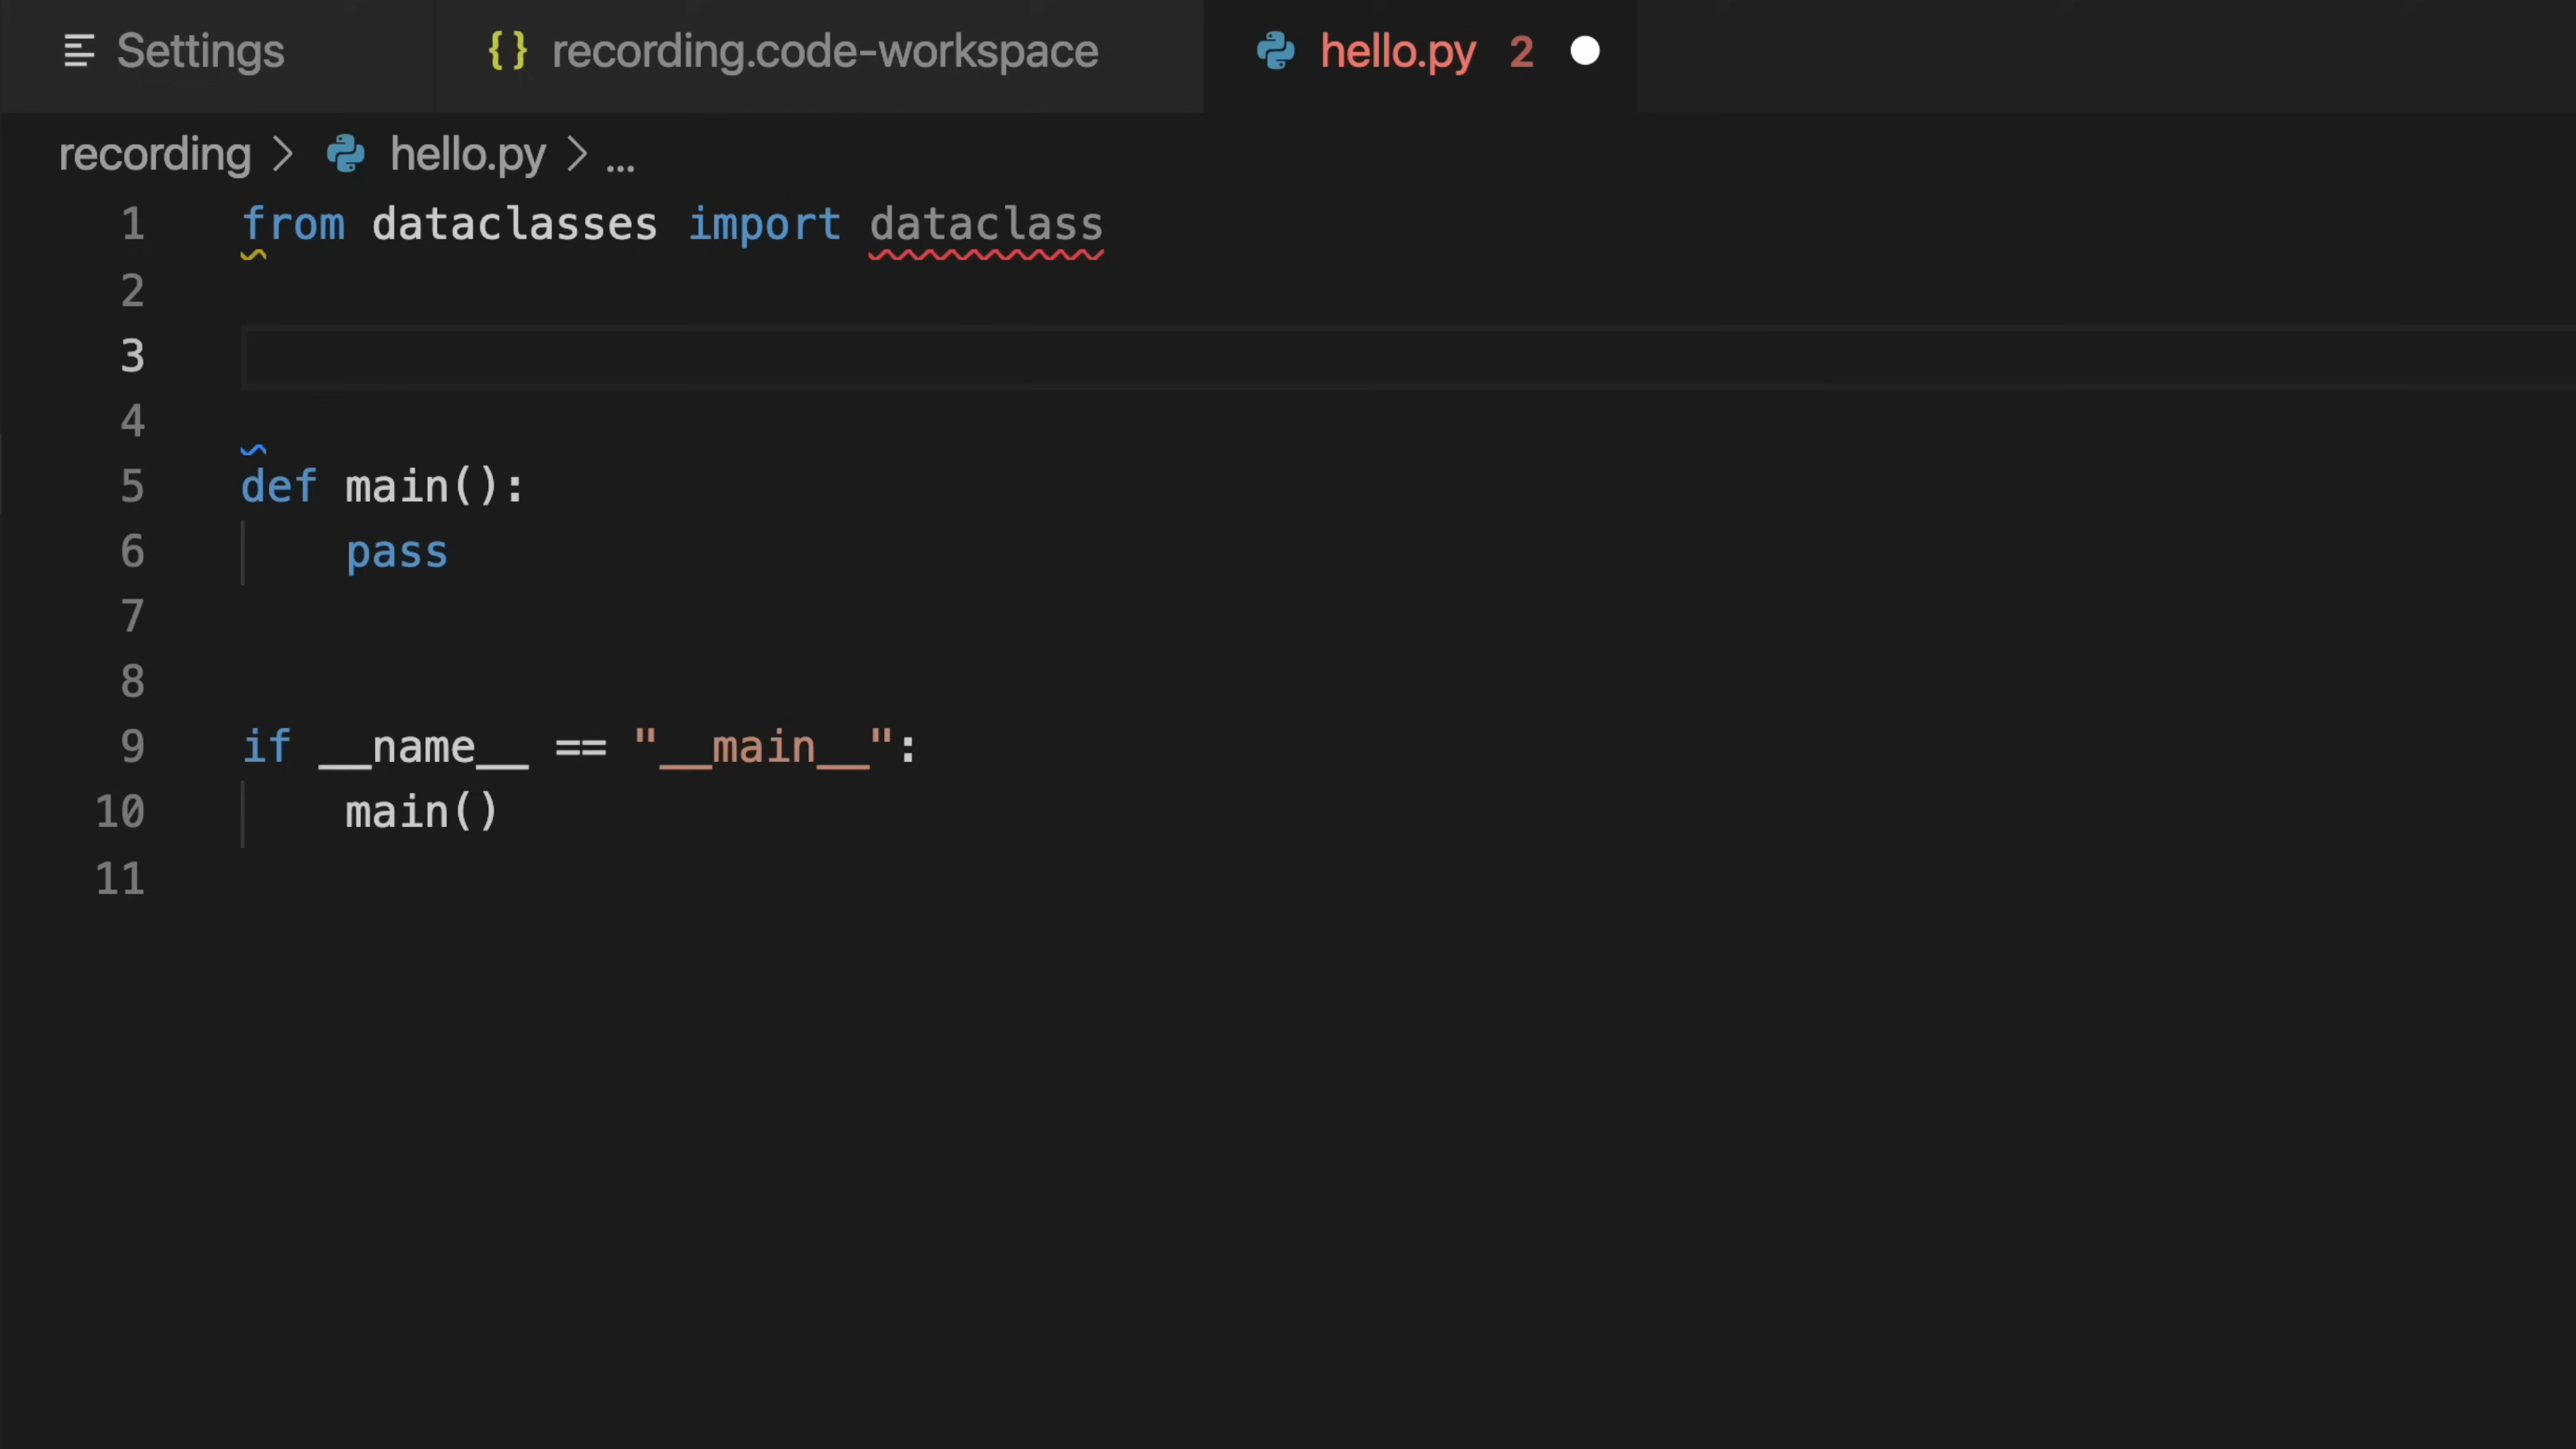 Settings {} recording.code-workspace hello.py 2
recording > hello.py > ...
1 from dataclasses import dataclass
2
3
4
5 def main():
6     pass
7
8
9 if __name__ == "__main__":
10     main()
11